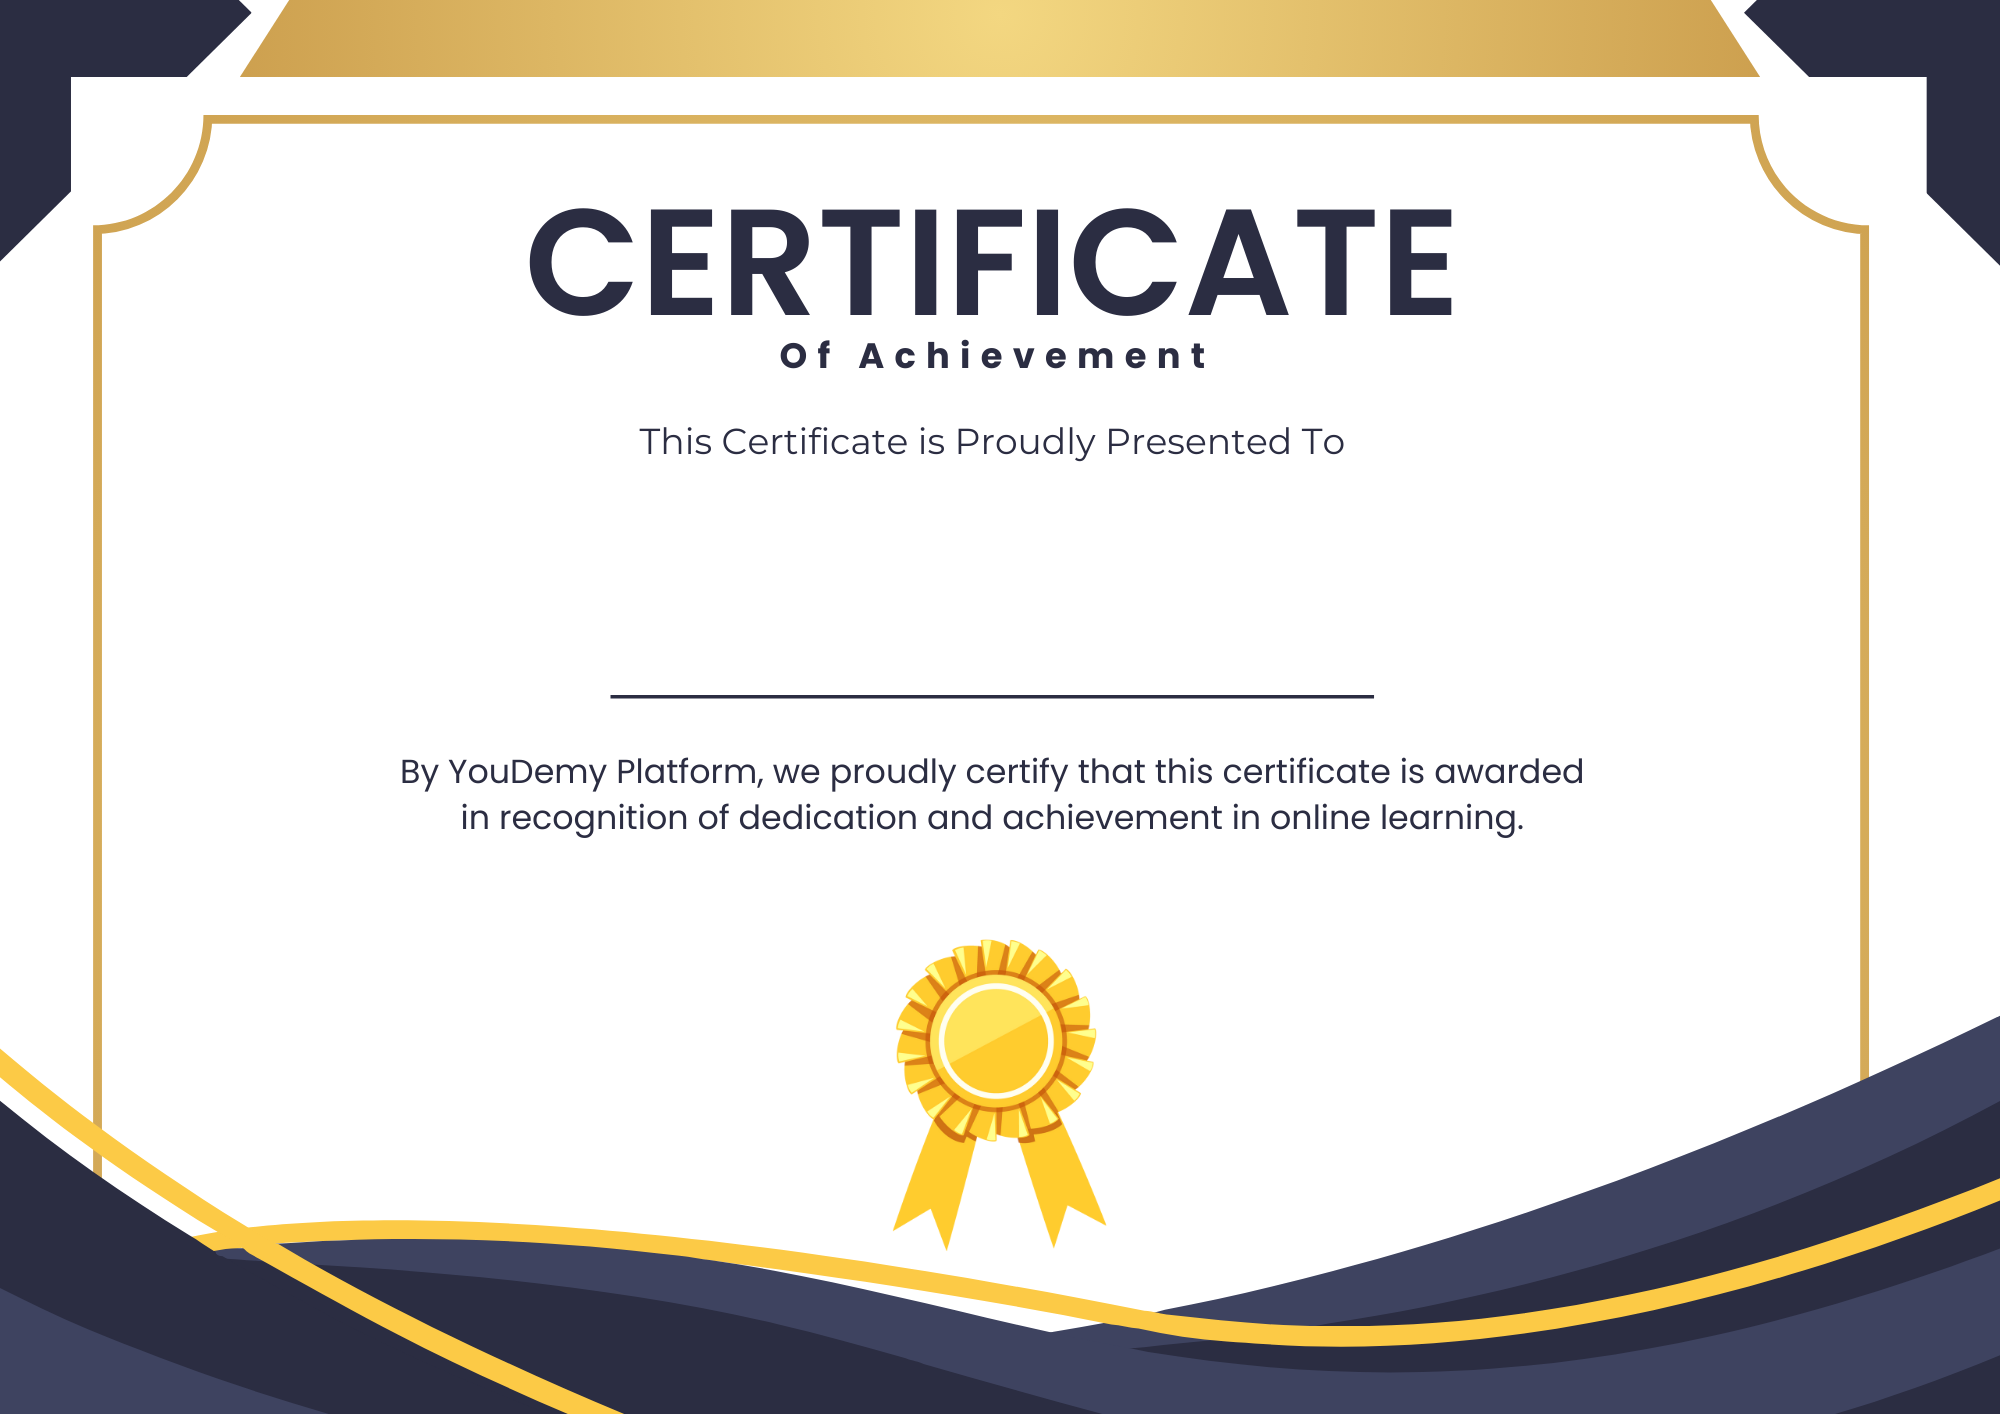 CERTIFICATE
Of Achievement
This Certificate is Proudly Presented To
By YouDemy Platform, we proudly certify that this certificate is awarded
in recognition of dedication and achievement in online learning.